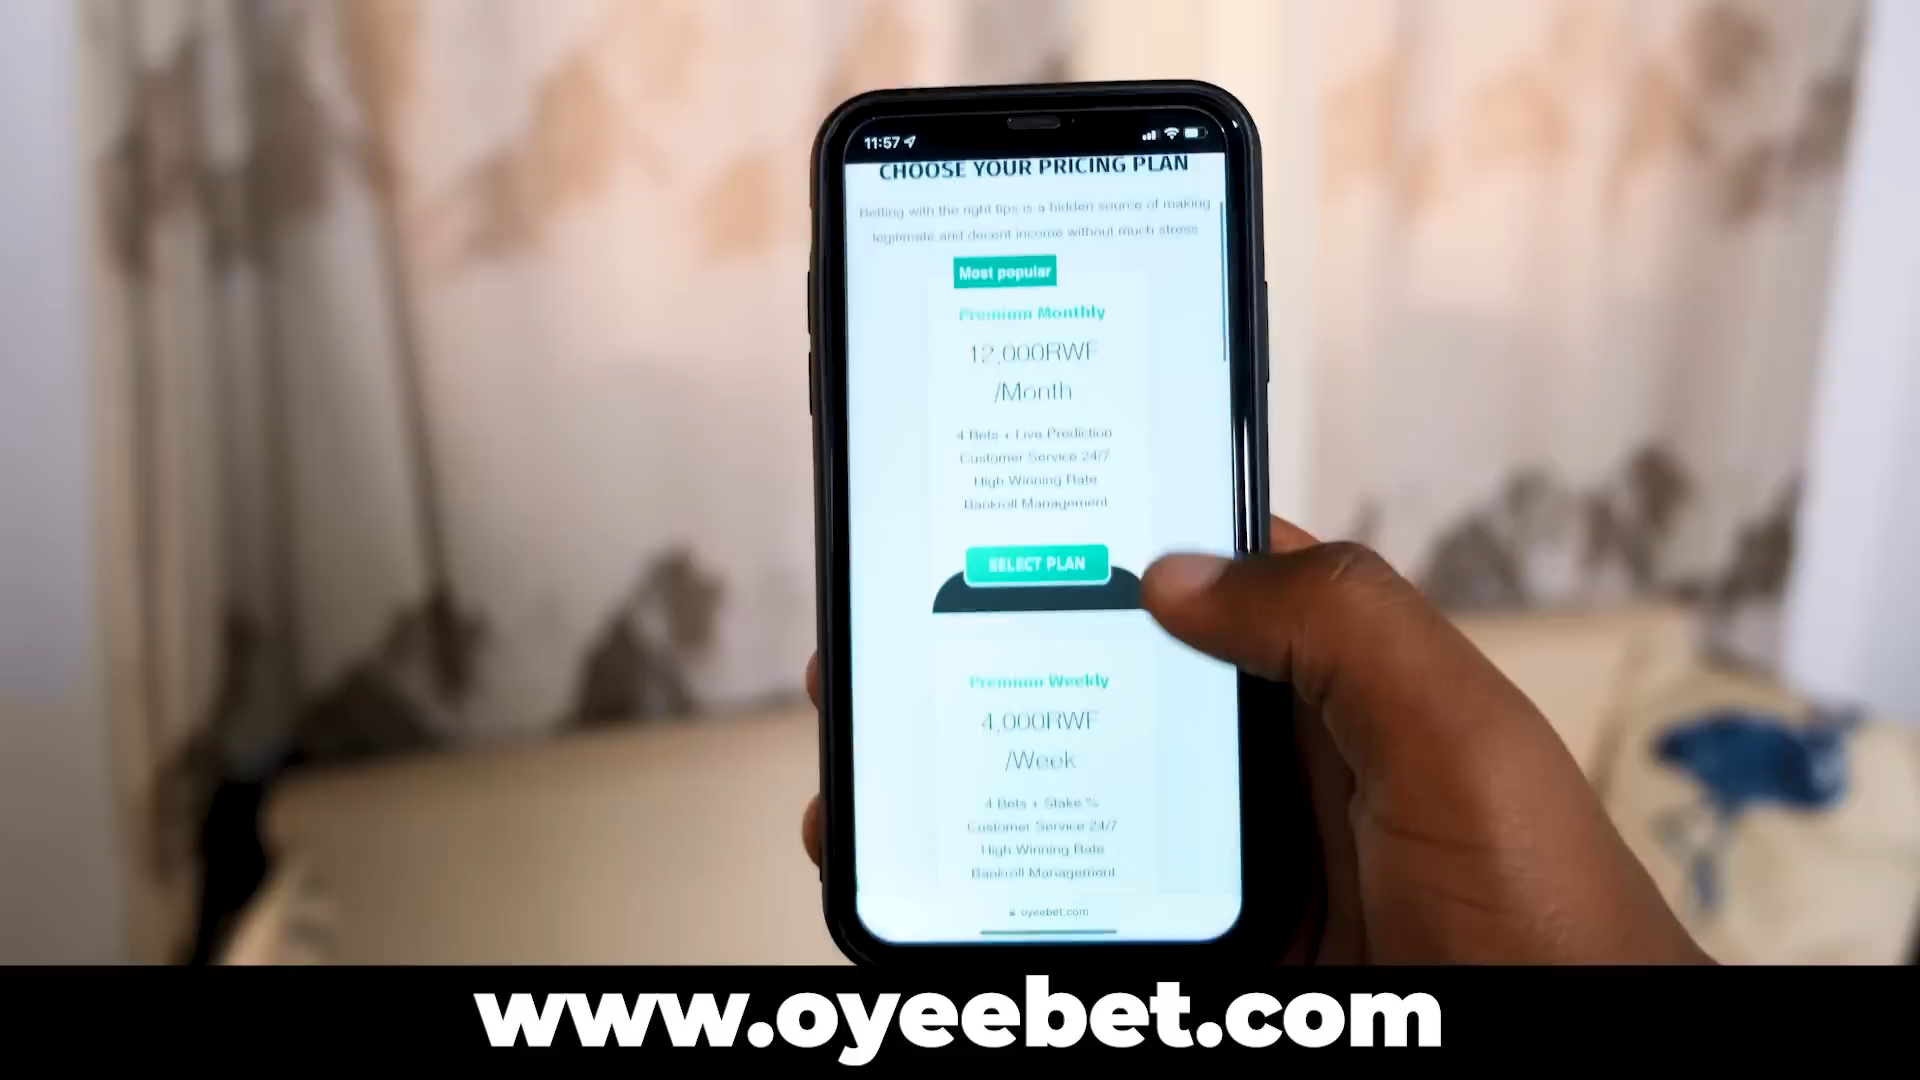 11:57
CHOOSE YOUR PRICING PLAN
Betting with the right tips is a hidden source of making
legitimate and decent income without much stress
Most popular
Premium Monthly
12,000RWF
/Month
4 Bets + Live Prediction
Customer Service 24/7
High Winning Rate
Bankroll Management
SELECT PLAN
Premium Weekly
4,000RWF
/Week
4 Bets + Stake %
Customer Service 24/7
High Winning Rate
Bankroll Management
oyeebet.com
www.oyeebet.com